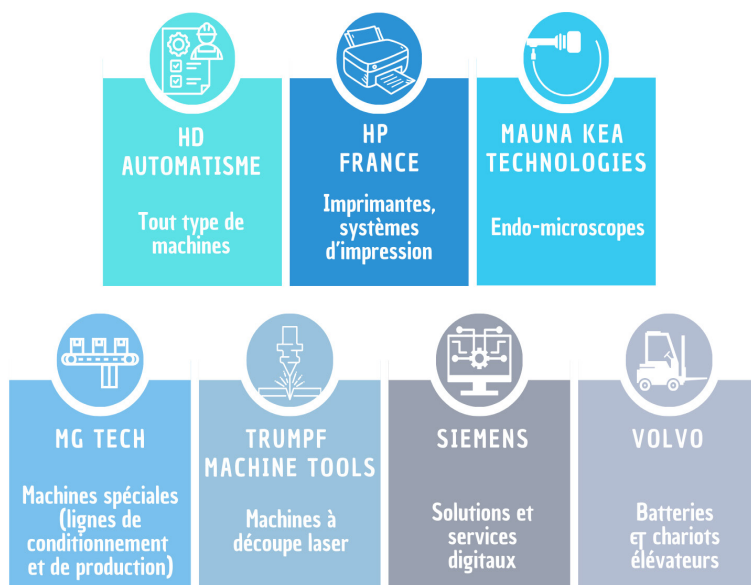 HD
AUTOMATISME
Tout type de
machines
HP
FRANCE
Imprimantes,
systèmes
d'impression
MAUNA KEA
TECHNOLOGIES
Endo-microscopes
MG TECH
Machines spéciales
(lignes de
conditionnement
et de production)
TRUMPF
MACHINE TOOLS
Machines à
découpe laser
SIEMENS
Solutions et
services
digitaux
VOLVO
Batteries
et chariots
élévateurs